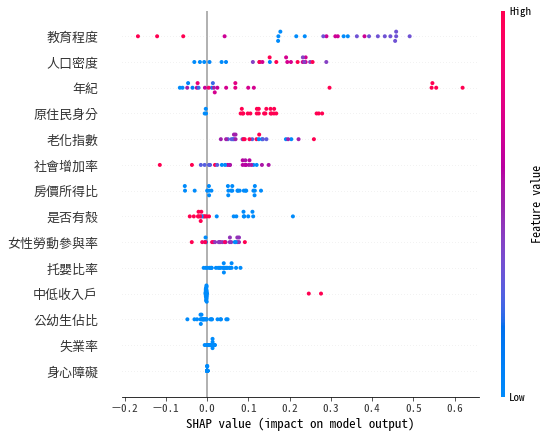 High
教育程度
人口密度
年紀
原住民身分
老化指數
社會增加率
房價所得比
是否有殼
女性勞動參與率
托嬰比率
中低收入戶
公幼生佔比
失業率
身心障礙
Feature value
Low
−0.2 −0.1 0.0 0.1 0.2 0.3 0.4 0.5 0.6
SHAP value (impact on model output)